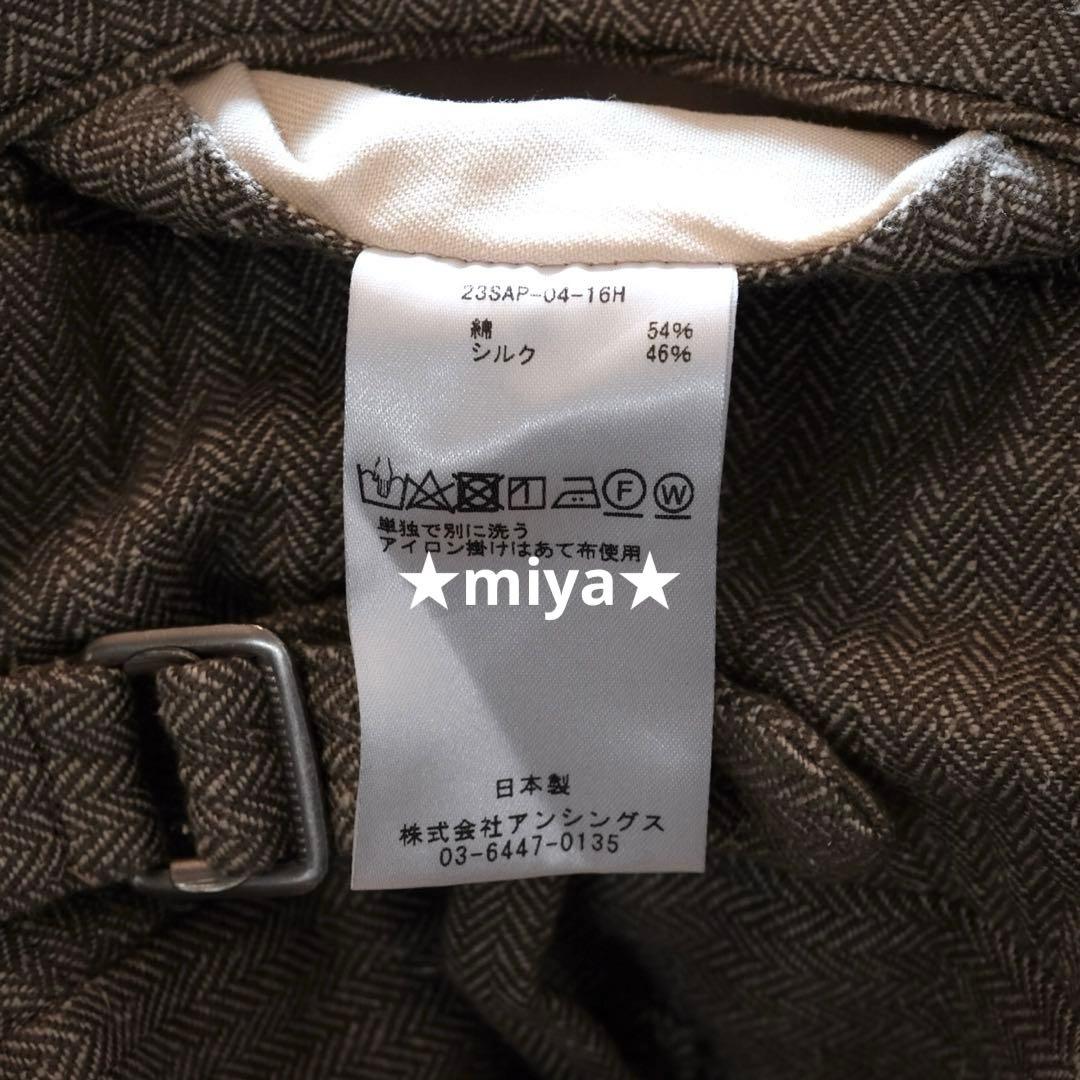 23SAP-04-16H
綿 54%
シルク 46%
F W
単独で別に洗う
アイロン掛けはあて布使用
★miya★
日本製
株式会社アンシングス
03-6447-0135